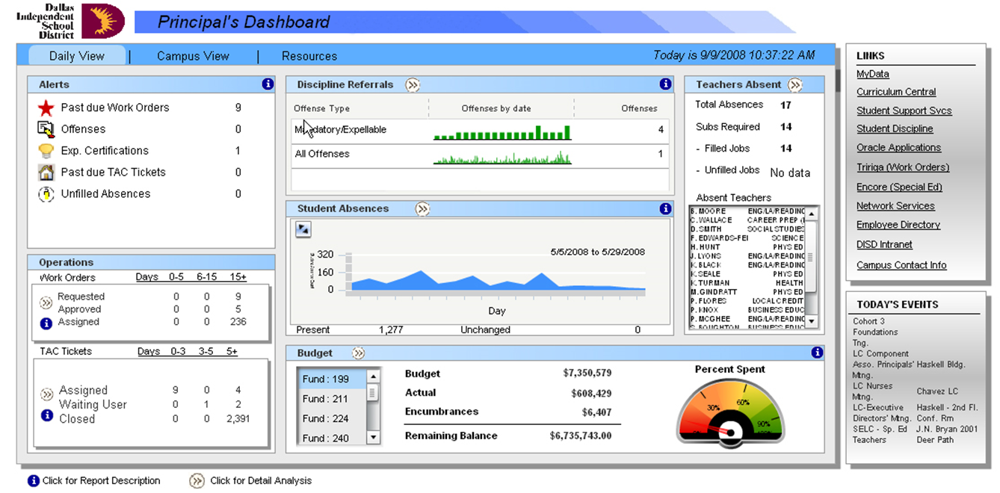 Dallas
Independent
School
District
Principal's Dashboard
Daily View | Campus View | Resources
Today is 9/9/2008 10:37:22 AM
Alerts
Past due Work Orders 9
Offenses 0
Exp. Certifications 1
Past due TAC Tickets 0
Unfilled Absences 0
Operations
Work Orders Days 0-5 6-15 15+
Requested 0 0 9
Approved 0 0 5
Assigned 0 0 236
TAC Tickets Days 0-3 3-5 5+
Assigned 9 0 4
Waiting User 0 1 2
Closed 0 0 2,391
Discipline Referrals
Offense Type Offenses by date Offenses
Mandatory/Expellable 4
All Offenses 1
Student Absences
5/5/2008 to 5/29/2008
320
160
0
Day
Present 1,277 Unchanged 0
Teachers Absent
Total Absences 17
Subs Required 14
- Filled Jobs 14
- Unfilled Jobs No data
Absent Teachers
B. MOORE ENG/LA/READING
C. WALLACE CAREER PREP (
D. SMITH SOCIAL STUDIES
F. EDWARDS-FEI SCIENCE
H. HUNT PHYS ED
J. LYONS ENG/LA/READING
K. BLACK ENG/LA/READING
K. SEALE PHYS ED
K. TURMAN HEALTH
M. GINDRATT PHYS ED
P. FLORES LOCAL CREDIT
P. KNOX BUSINESS EDUC
P. MCGHEE ENG/LA/READING
S. BOUGHTON BUSINESS EDUC
Budget
Fund : 199
Fund : 211
Fund : 224
Fund : 240
Budget $7,350,579
Actual $608,429
Encumbrances $6,407
Remaining Balance $6,735,743.00
Percent Spent
30% 60%
0% 90%
100%
LINKS
MyData
Curriculum Central
Student Support Svcs
Student Discipline
Oracle Applications
Tririga (Work Orders)
Encore (Special Ed)
Network Services
Employee Directory
DISD Intranet
Campus Contact Info
TODAY'S EVENTS
Cohort 3
Foundations
Tng.
LC Component
Asso. Principals' Haskell Bldg.
Mtng.
LC Nurses
Mtng. Chavez LC
LC-Executive Haskell - 2nd Fl.
Directors' Mtng. Conf. Rm
SELC - Sp. Ed J.N. Bryan 2001
Teachers Deer Path
Click for Report Description Click for Detail Analysis